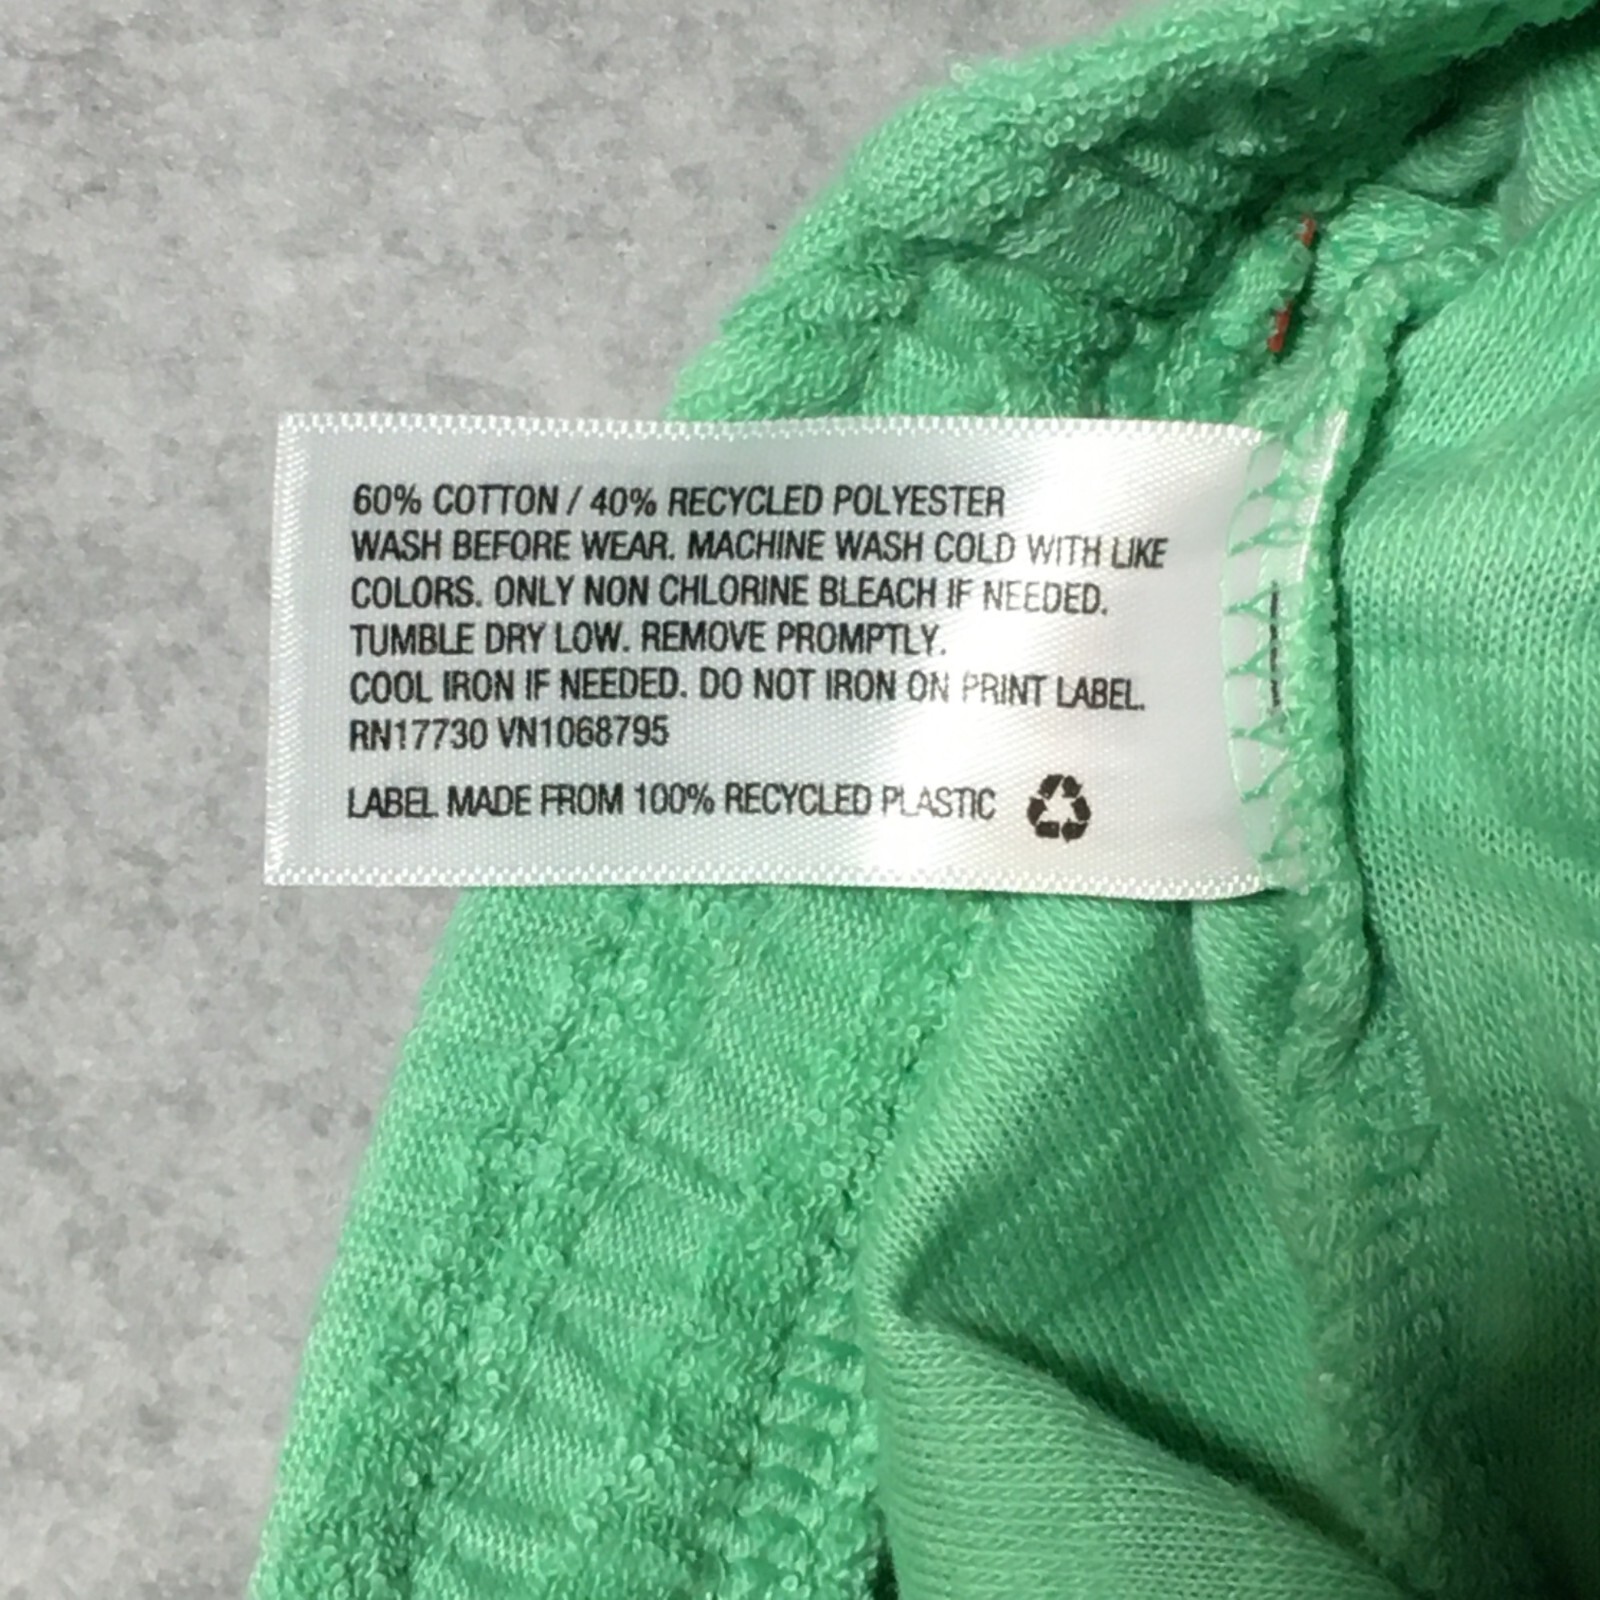 60% COTTON / 40% RECYCLED POLYESTER
WASH BEFORE WEAR. MACHINE WASH COLD WITH LIKE
COLORS. ONLY NON CHLORINE BLEACH IF NEEDED.
TUMBLE DRY LOW. REMOVE PROMPTLY.
COOL IRON IF NEEDED. DO NOT IRON ON PRINT LABEL.
RN17730 VN1068795
LABEL MADE FROM 100% RECYCLED PLASTIC